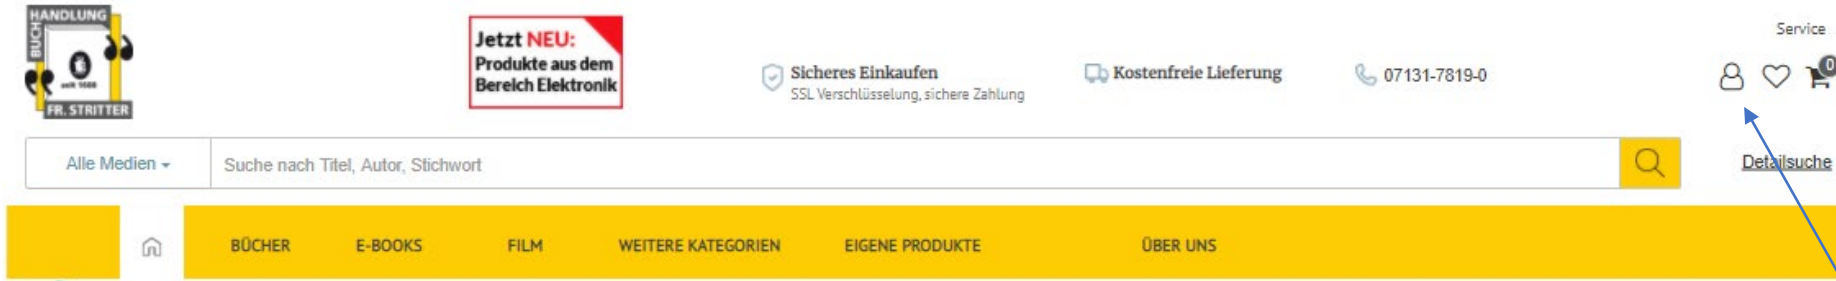 HANDLUNG
BUCH
seit 1688
FR. STRITTER
Jetzt NEU:
Produkte aus dem
Bereich Elektronik
Sicheres Einkaufen
SSL Verschlüsselung, sichere Zahlung
Kostenfreie Lieferung
07131-7819-0
Service
0
Alle Medien
Suche nach Titel, Autor, Stichwort
Detailsuche
BÜCHER E-BOOKS FILM WEITERE KATEGORIEN EIGENE PRODUKTE ÜBER UNS